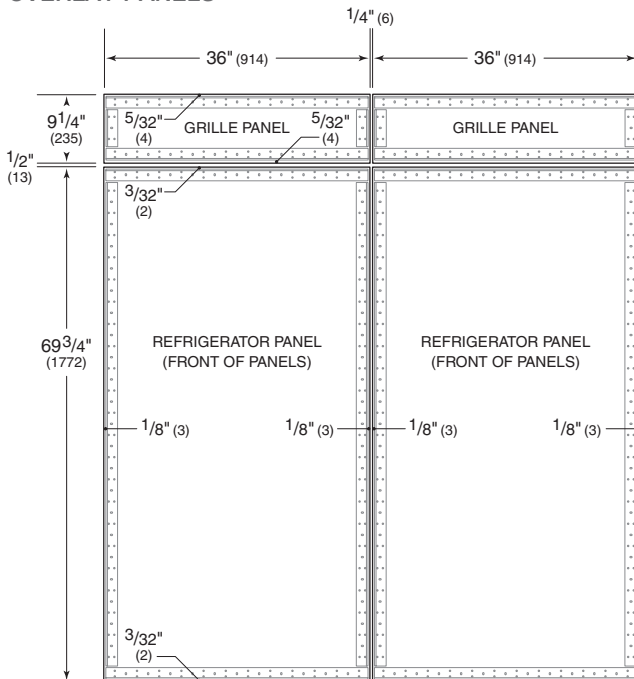 1/4" (6)
36" (914) 36" (914)
9 1/4"
(235)
5/32"
(4)
GRILLE PANEL
5/32"
(4)
GRILLE PANEL
1/2"
(13)
3/32"
(2)
69 3/4"
(1772)
REFRIGERATOR PANEL
(FRONT OF PANELS)
REFRIGERATOR PANEL
(FRONT OF PANELS)
1/8" (3) 1/8" (3) 1/8" (3) 1/8" (3)
3/32"
(2)